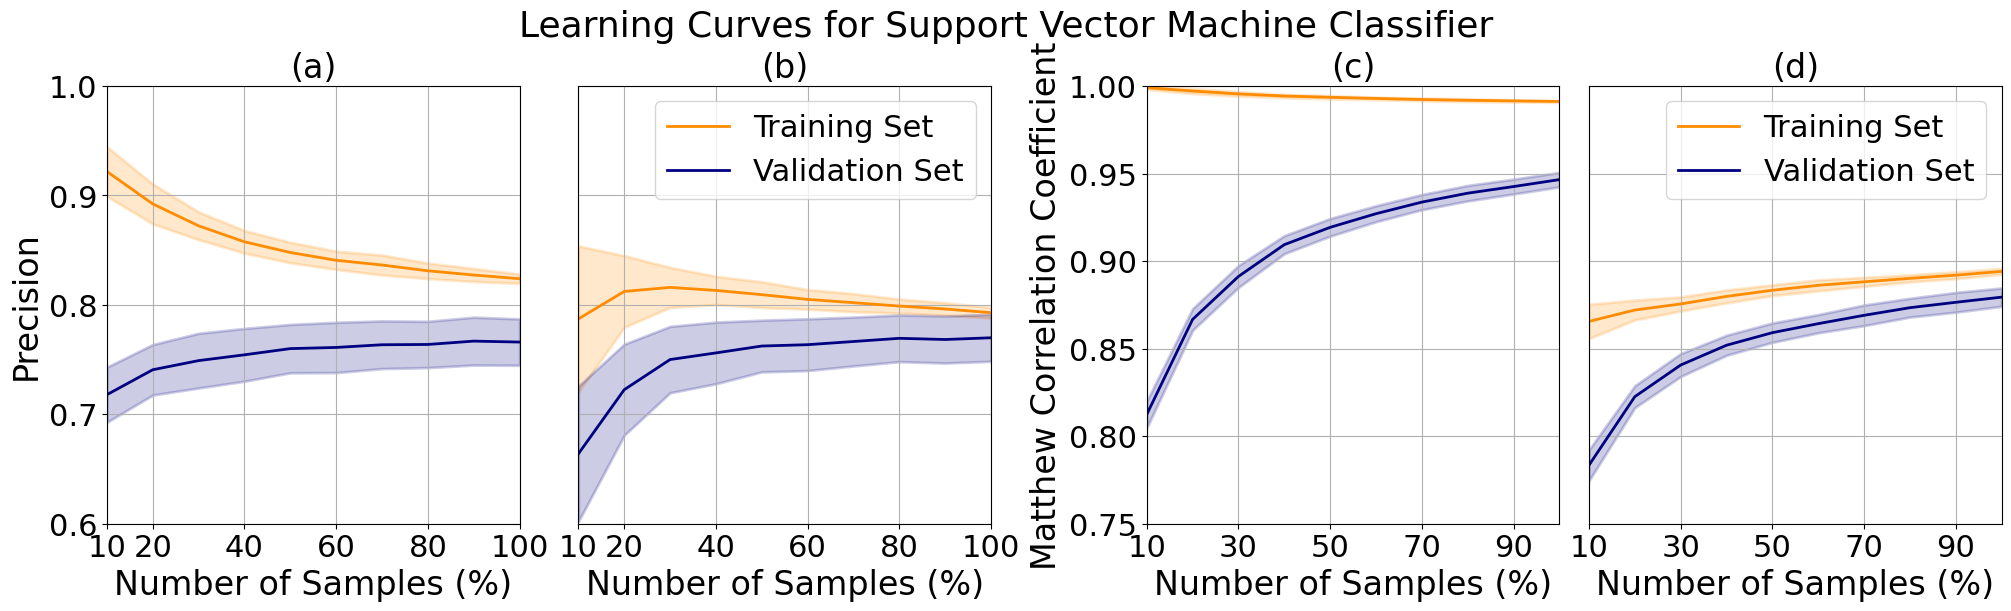 Learning Curves for Support Vector Machine Classifier
(a)
(b)
(c)
(d)
Precision
1.0
0.9
0.8
0.7
0.6
10 20 40 60 80 100
Number of Samples (%)
Training Set
Validation Set
10 20 40 60 80 100
Number of Samples (%)
Matthew Correlation Coefficient
1.00
0.95
0.90
0.85
0.80
0.75
10 30 50 70 90
Number of Samples (%)
Training Set
Validation Set
10 30 50 70 90
Number of Samples (%)